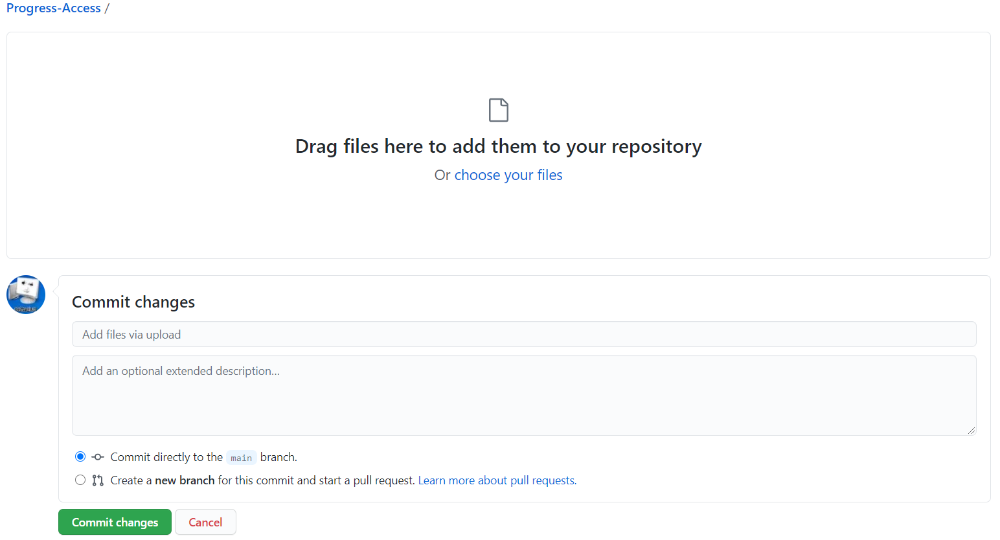 Progress-Access /
Drag files here to add them to your repository
Or choose your files
Commit changes
Add files via upload
Add an optional extended description...
Commit directly to the main branch.
Create a new branch for this commit and start a pull request. Learn more about pull requests.
Commit changes Cancel